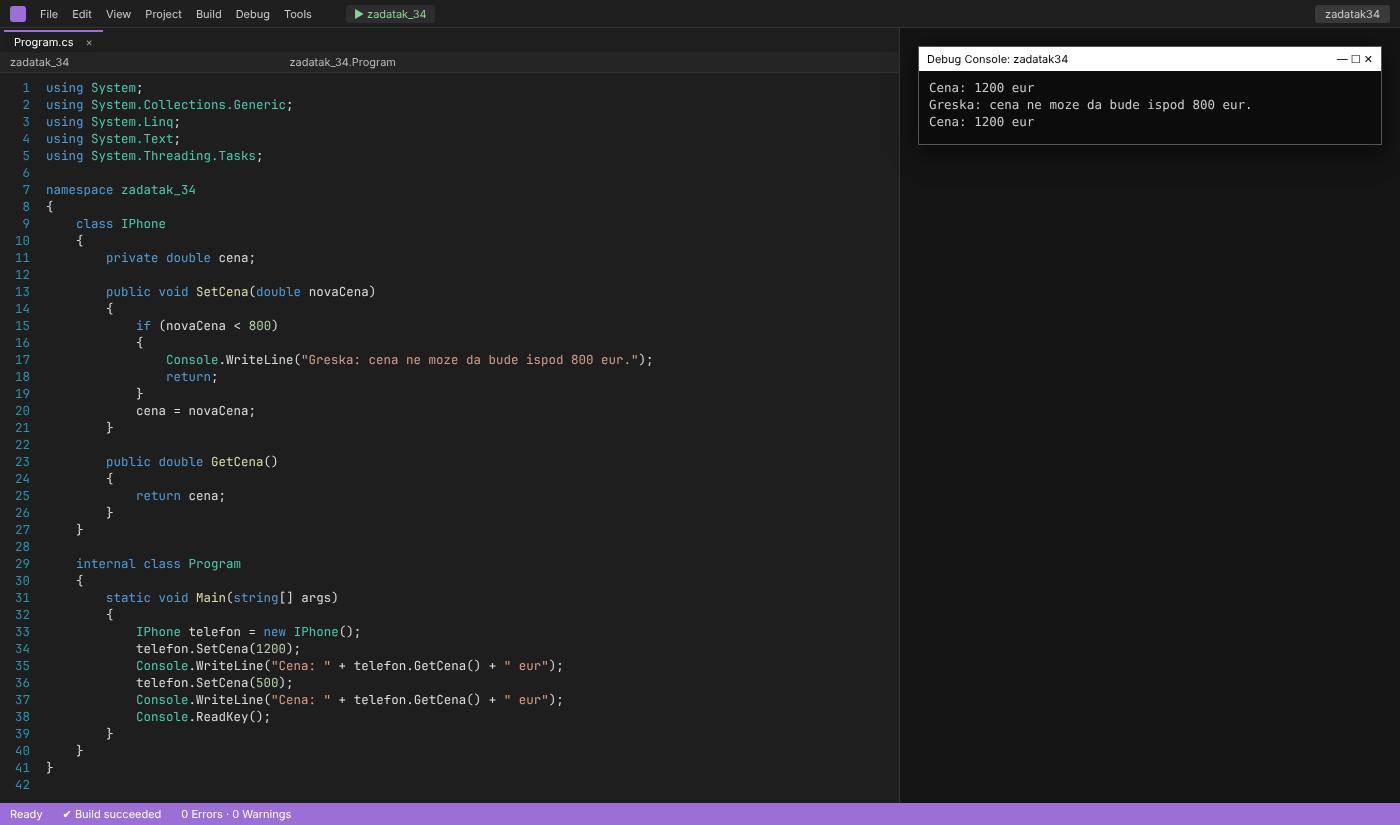 File Edit View Project Build Debug Tools ▶ zadatak_34 zadatak34
Program.cs ×
zadatak_34 zadatak_34.Program
1 using System;
2 using System.Collections.Generic;
3 using System.Linq;
4 using System.Text;
5 using System.Threading.Tasks;
6
7 namespace zadatak_34
8 {
9     class IPhone
10     {
11         private double cena;
12
13         public void SetCena(double novaCena)
14         {
15             if (novaCena < 800)
16             {
17                 Console.WriteLine("Greska: cena ne moze da bude ispod 800 eur.");
18                 return;
19             }
20             cena = novaCena;
21         }
22
23         public double GetCena()
24         {
25             return cena;
26         }
27     }
28
29     internal class Program
30     {
31         static void Main(string[] args)
32         {
33             IPhone telefon = new IPhone();
34             telefon.SetCena(1200);
35             Console.WriteLine("Cena: " + telefon.GetCena() + " eur");
36             telefon.SetCena(500);
37             Console.WriteLine("Cena: " + telefon.GetCena() + " eur");
38             Console.ReadKey();
39         }
40     }
41 }
42
Debug Console: zadatak34 — ☐ ✕
Cena: 1200 eur
Greska: cena ne moze da bude ispod 800 eur.
Cena: 1200 eur
Ready ✔ Build succeeded 0 Errors · 0 Warnings